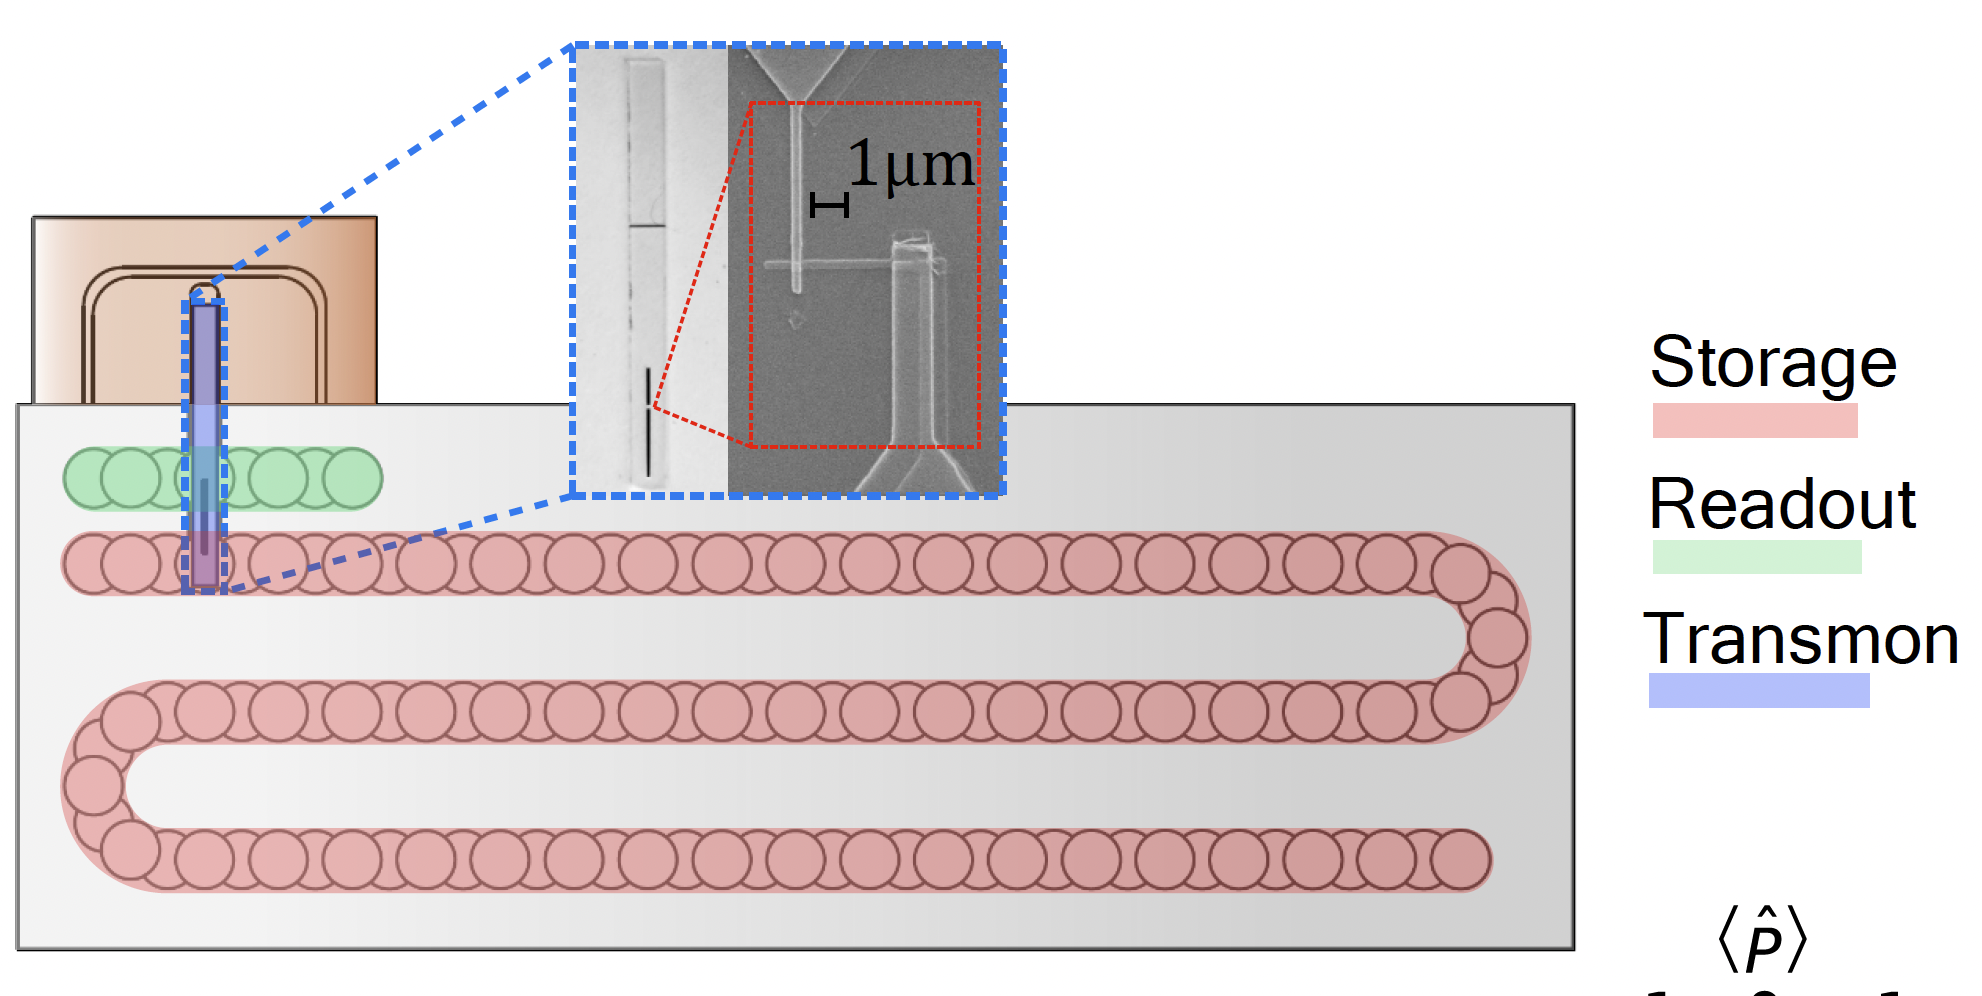 1μm
Storage
Readout
Transmon
⟨P̂⟩